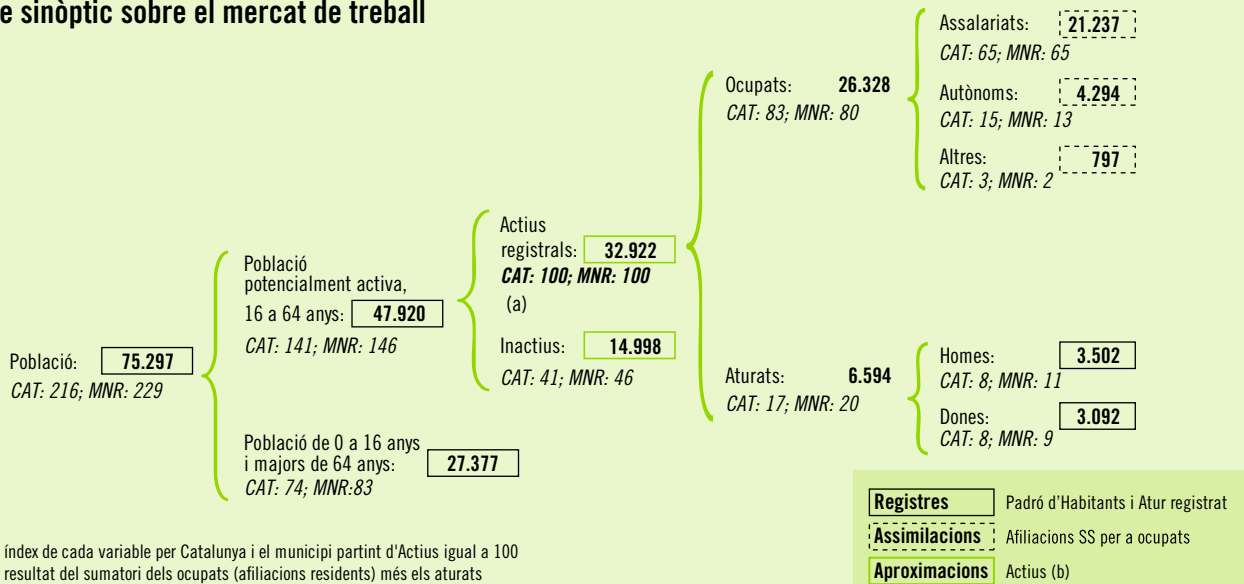 e sinòptic sobre el mercat de treball
Població: 75.297
CAT: 216; MNR: 229
Població
potencialment activa,
16 a 64 anys: 47.920
CAT: 141; MNR: 146
Població de 0 a 16 anys
i majors de 64 anys: 27.377
CAT: 74; MNR:83
Actius
registrals: 32.922
CAT: 100; MNR: 100
(a)
Inactius: 14.998
CAT: 41; MNR: 46
Ocupats: 26.328
CAT: 83; MNR: 80
Aturats: 6.594
CAT: 17; MNR: 20
Assalariats: 21.237
CAT: 65; MNR: 65
Autònoms: 4.294
CAT: 15; MNR: 13
Altres: 797
CAT: 3; MNR: 2
Homes: 3.502
CAT: 8; MNR: 11
Dones: 3.092
CAT: 8; MNR: 9
Registres Padró d'Habitants i Atur registrat
Assimilacions Afiliacions SS per a ocupats
Aproximacions Actius (b)
índex de cada variable per Catalunya i el municipi partint d'Actius igual a 100
resultat del sumatori dels ocupats (afiliacions residents) més els aturats